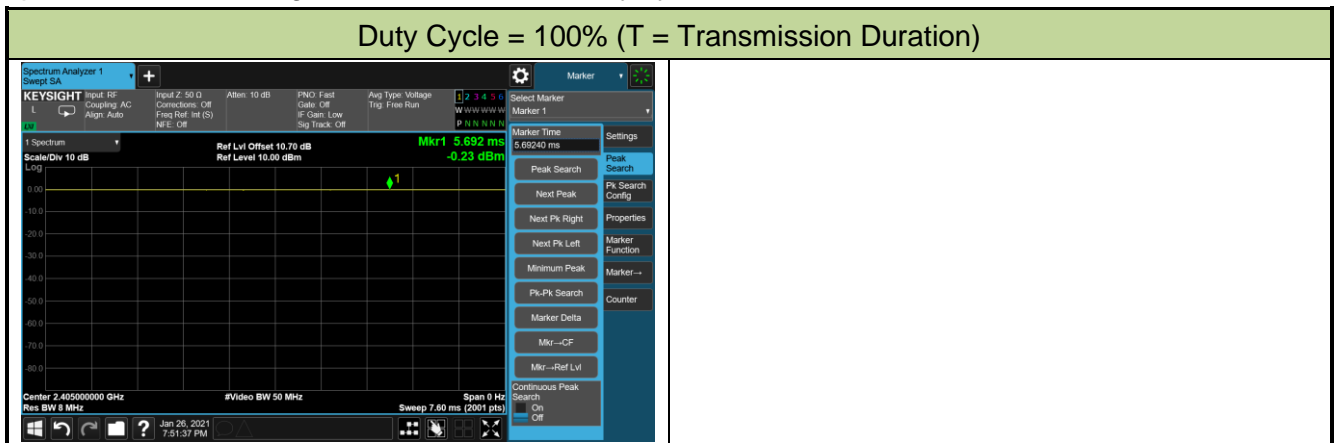 Duty Cycle = 100% (T = Transmission Duration)
Spectrum Analyzer 1
Swept SA
+
Marker
KEYSIGHT
L
Input: RF
Coupling: AC
Align: Auto
Input Z: 50 Ω
Corrections: Off
Freq Ref: Int (S)
NFE: Off
Atten: 10 dB
PNO: Fast
Gate: Off
IF Gain: Low
Sig Track: Off
Avg Type: Voltage
Trig: Free Run
1 2 3 4 5 6
W W W W W W
P N N N N N
Select Marker
Marker 1
1 Spectrum
Scale/Div 10 dB
Log
Ref Lvl Offset 10.70 dB
Ref Level 10.00 dBm
Mkr1 5.692 ms
-0.23 dBm
1
0.00
-10.0
-20.0
-30.0
-40.0
-50.0
-60.0
-70.0
-80.0
Center 2.405000000 GHz
Res BW 8 MHz
#Video BW 50 MHz
Span 0 Hz
Sweep 7.60 ms (2001 pts)
Marker Time
5.69240 ms
Peak Search
Next Peak
Next Pk Right
Next Pk Left
Minimum Peak
Pk-Pk Search
Marker Delta
Mkr→CF
Mkr→Ref Lvl
Continuous Peak
Search
On
Off
Settings
Peak
Search
Pk Search
Config
Properties
Marker
Function
Marker→
Counter
?
Jan 26, 2021
7:51:37 PM